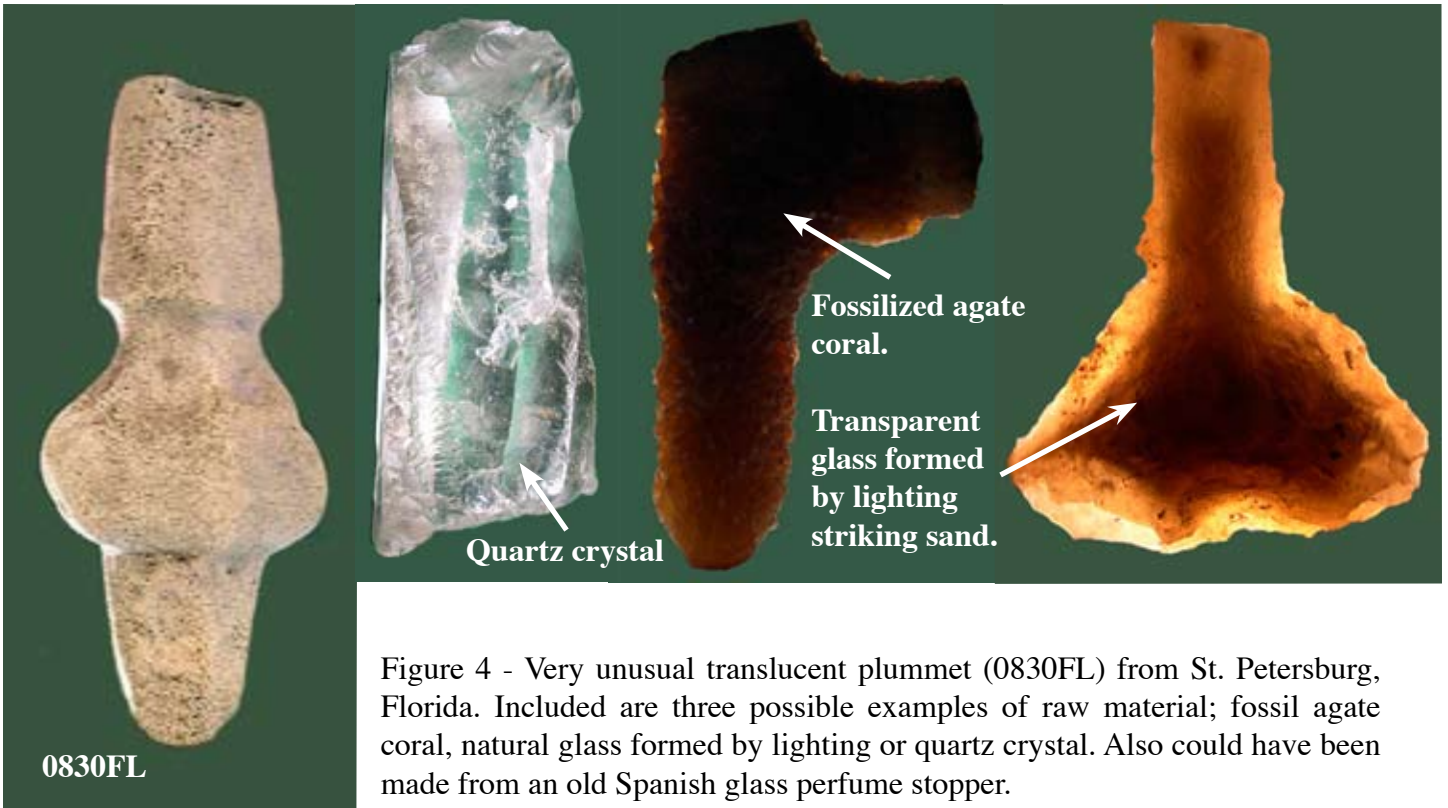 Fossilized agate
coral.
Transparent
glass formed
by lighting
striking sand.
Quartz crystal
0830FL
Figure 4 - Very unusual translucent plummet (0830FL) from St. Petersburg,
Florida. Included are three possible examples of raw material; fossil agate
coral, natural glass formed by lighting or quartz crystal. Also could have been
made from an old Spanish glass perfume stopper.